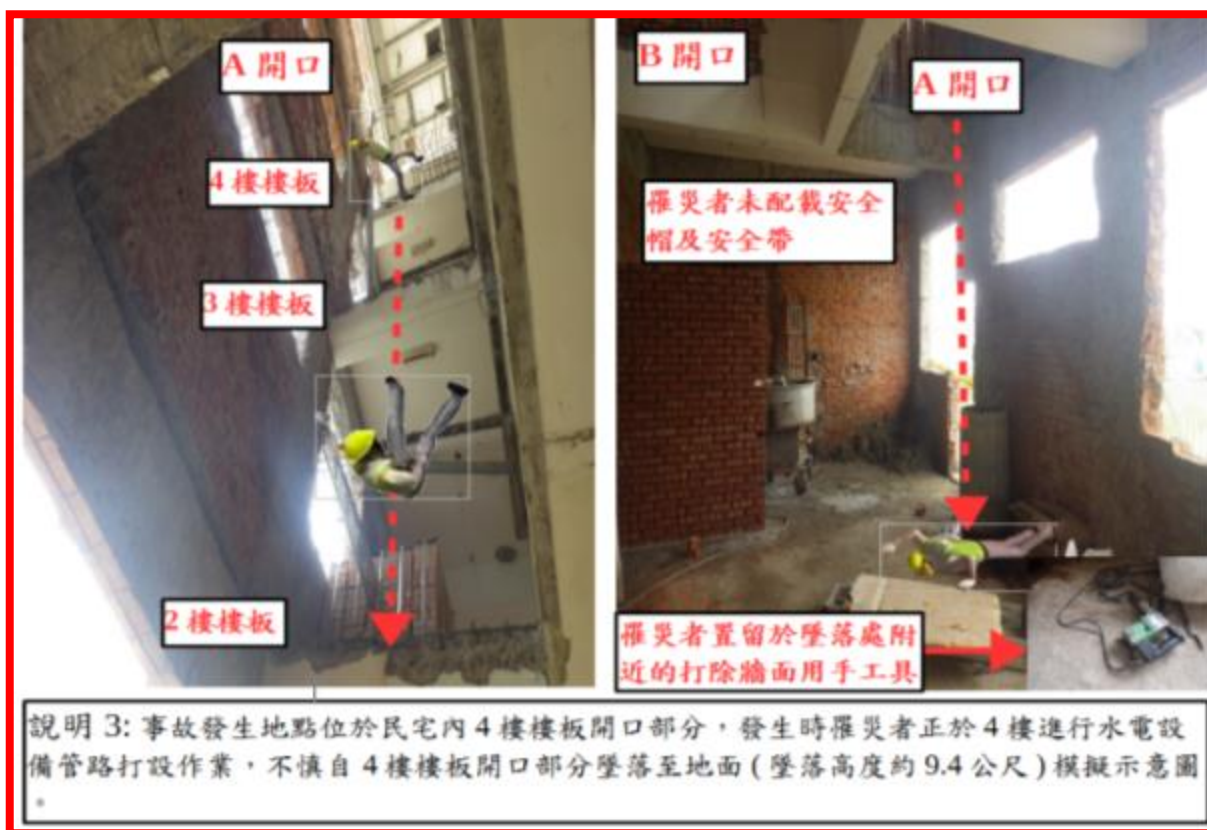 A 開口
4 樓樓板
3 樓樓板
2 樓樓板
B 開口
A 開口
罹災者未配載安全
帽及安全帶
罹災者置留於墜落處附
近的打除牆面用手工具
說明 3: 事故發生地點位於民宅內 4 樓樓板開口部分，發生時罹災者正於 4 樓進行水電設
備管路打設作業，不慎自 4 樓樓板開口部分墜落至地面 ( 墜落高度約 9.4 公尺 ) 模擬示意圖
。